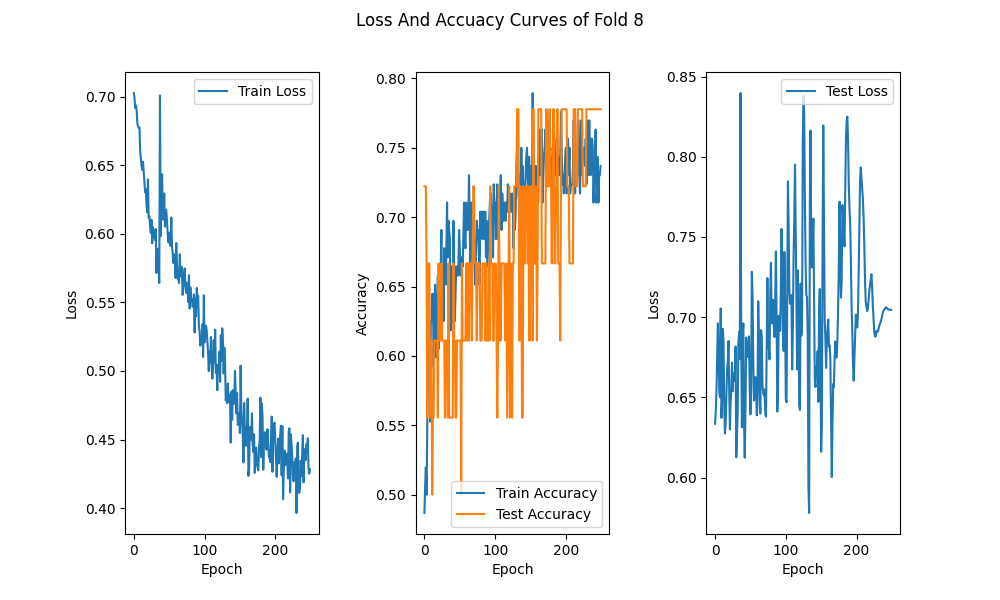 Loss And Accuacy Curves of Fold 8
Loss
0.70
0.65
0.60
0.55
0.50
0.45
0.40
Train Loss
0 100 200
Epoch
Accuracy
0.80
0.75
0.70
0.65
0.60
0.55
0.50
Train Accuracy
Test Accuracy
0 100 200
Epoch
Loss
0.85
0.80
0.75
0.70
0.65
0.60
Test Loss
0 100 200
Epoch